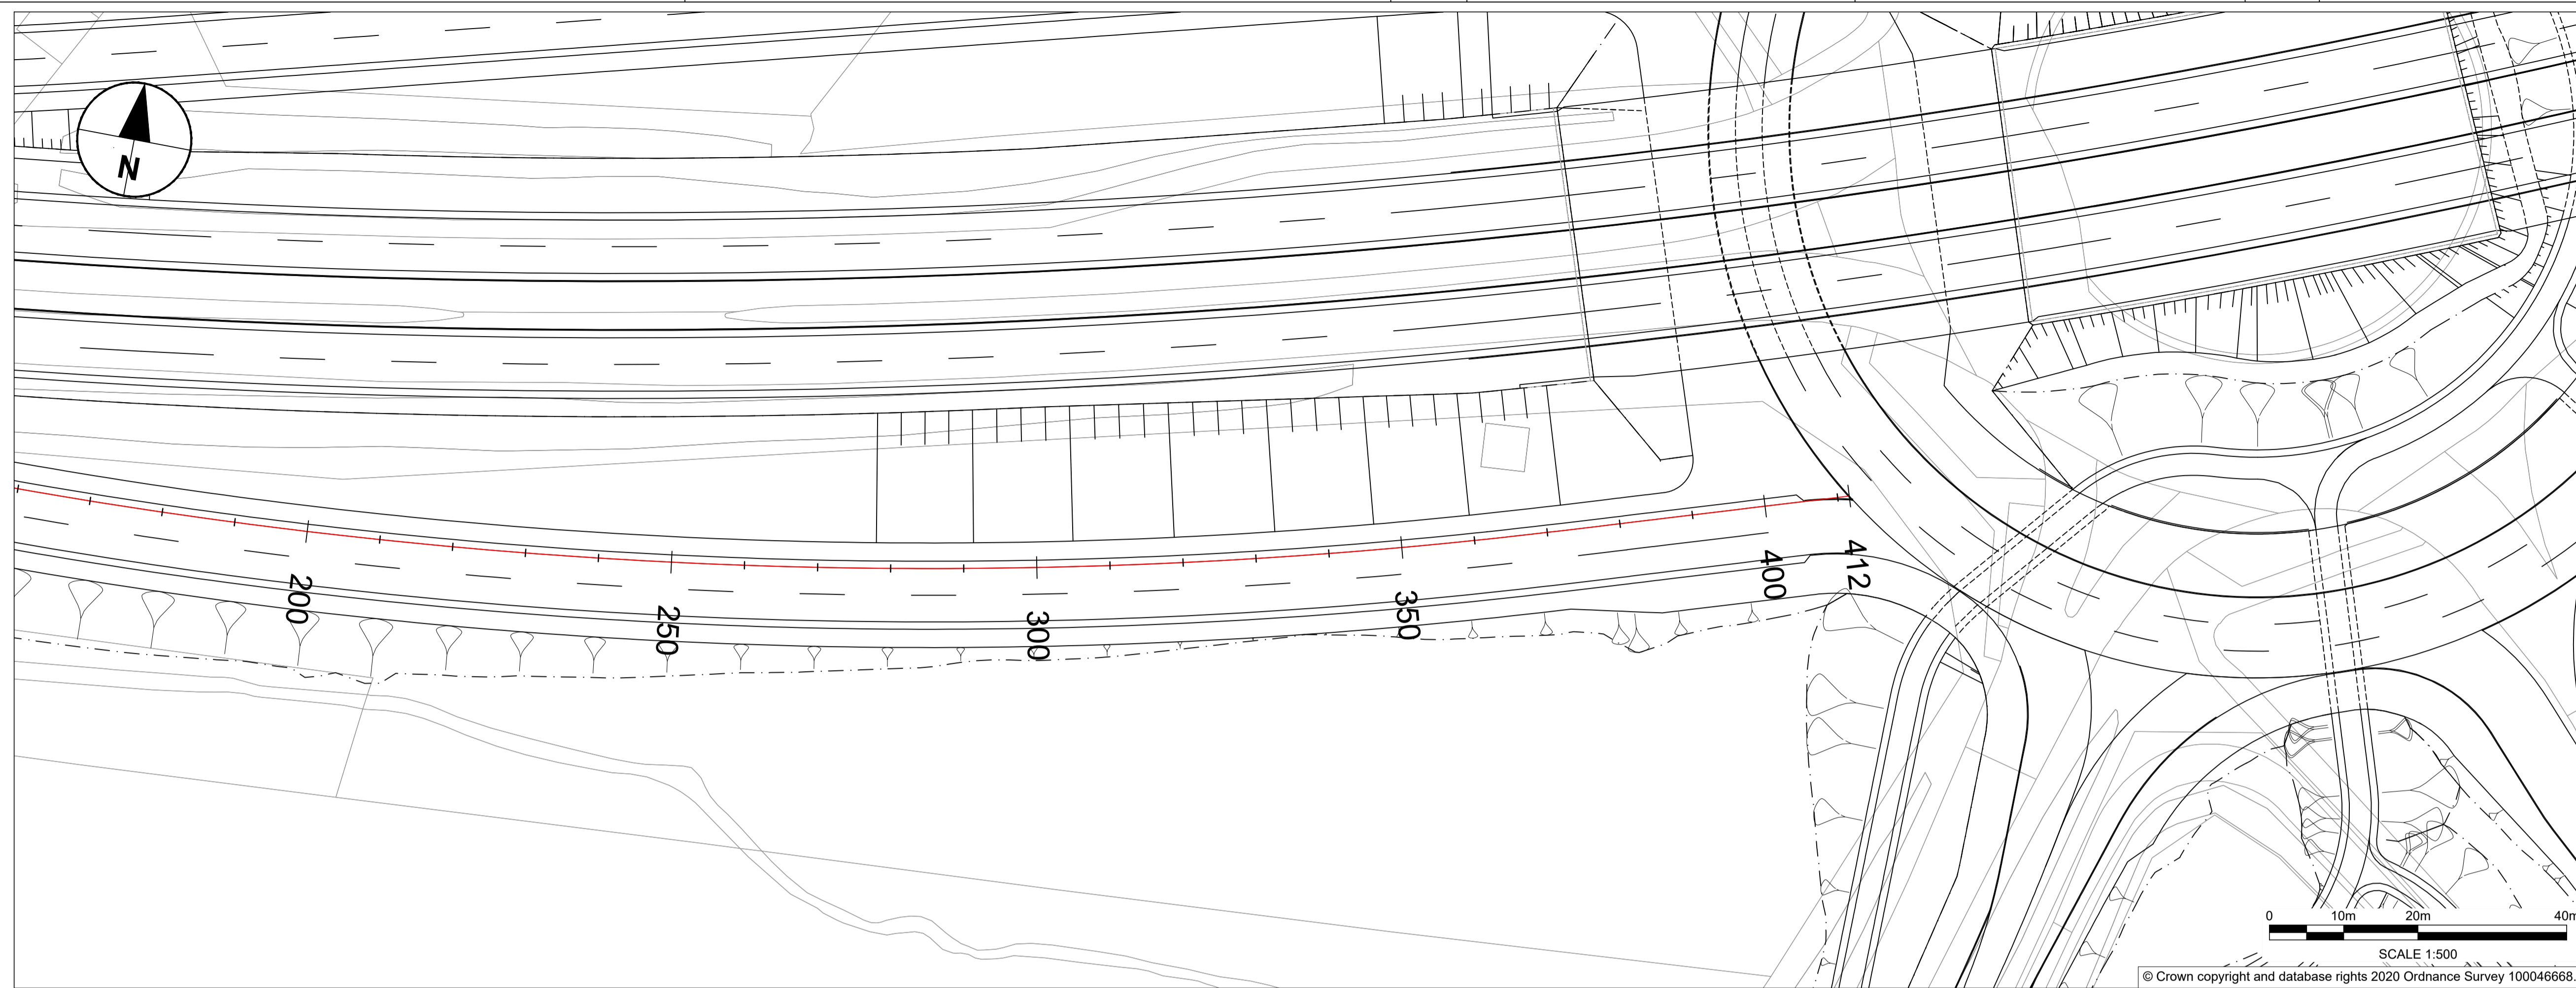 N
200
250
300
350
400
412
0 10m 20m 40m
SCALE 1:500
© Crown copyright and database rights 2020 Ordnance Survey 100046668.